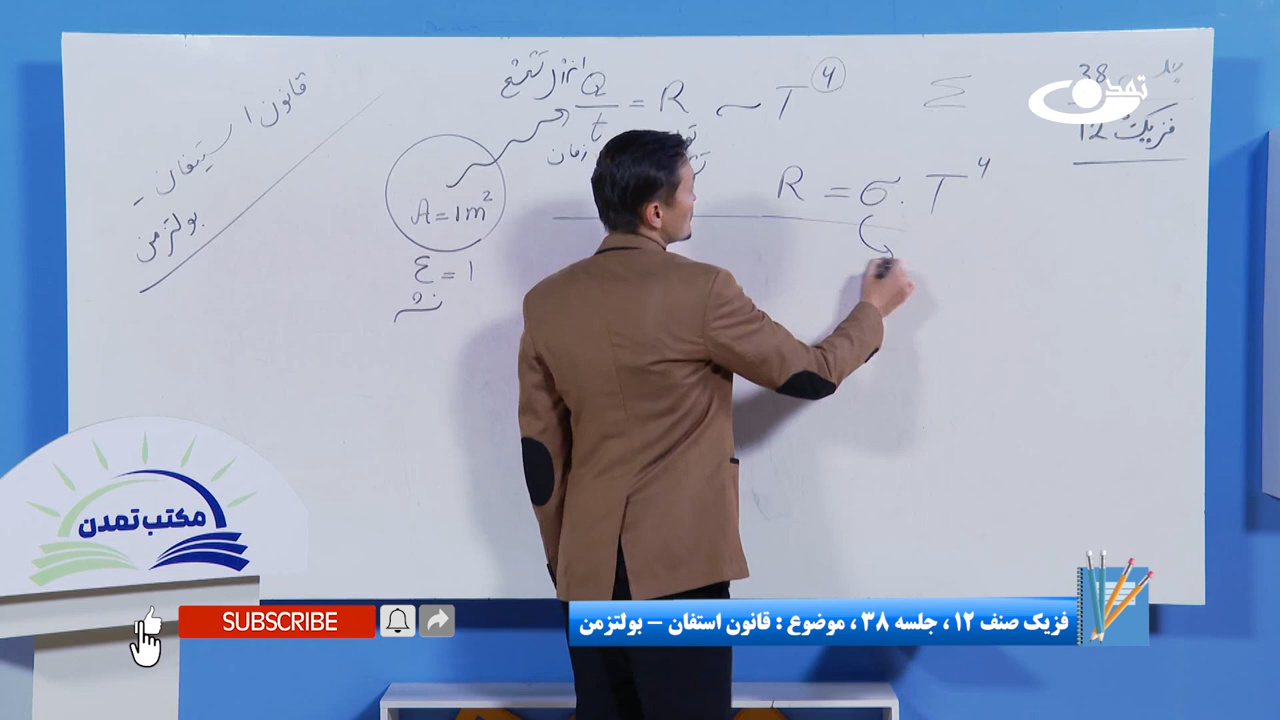 قانون استیفان -
بولتزمن
انرژی تشعشع
Q/t = R ~ T⁴
زمان
A = 1m²
ε = 1
R = σ. T⁴
Σ
38
فزیک 12
تمدن
مکتب تمدن
SUBSCRIBE
فزیک صنف ۱۲ ، جلسه ۳۸ ، موضوع : قانون استفان – بولتزمن